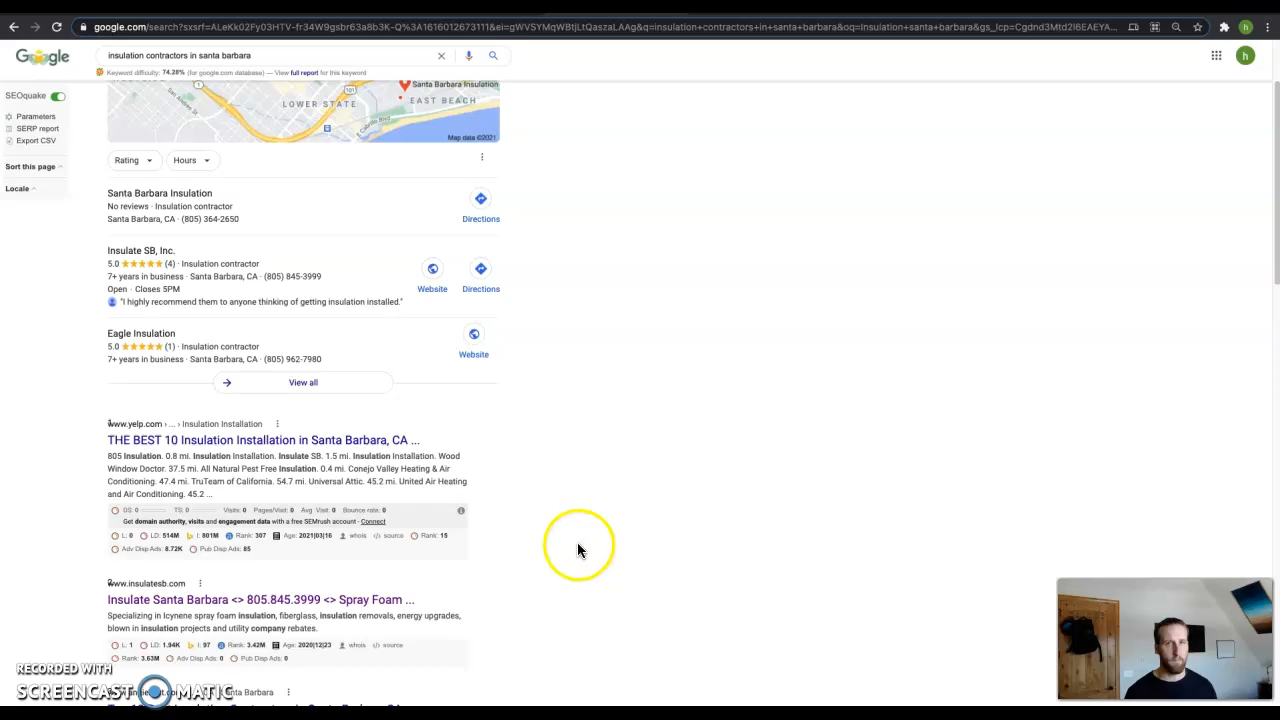 google.com/search?sxsrf=ALeKk02Fy03HTV-fr34W9gsbr63a8b3K-Q%3A1616012673111&ei=gWVSYMqWBtjLtQaszaLAAg&q=insulation+contractors+in+santa+barbara&oq=Insulation+santa+barbara&gs_lcp=Cgdnd3Mtd2l6EAEYA...
Google
insulation contractors in santa barbara
h
Keyword difficulty: 74.28% (for google.com database) — View full report for this keyword
SEOquake
Parameters
SERP report
Export CSV
Sort this page
Locale
Santa Barbara Insulation
LOWER STATE
EAST BEACH
101
1
Map data ©2021
Rating
Hours
Santa Barbara Insulation
No reviews · Insulation contractor
Santa Barbara, CA · (805) 364-2650
Directions
Insulate SB, Inc.
5.0 (4) · Insulation contractor
7+ years in business · Santa Barbara, CA · (805) 845-3999
Open · Closes 5PM
Website
Directions
"I highly recommend them to anyone thinking of getting insulation installed."
Eagle Insulation
5.0 (1) · Insulation contractor
7+ years in business · Santa Barbara, CA · (805) 962-7980
Website
View all
www.yelp.com › ... › Insulation Installation
THE BEST 10 Insulation Installation in Santa Barbara, CA ...
805 Insulation. 0.8 mi. Insulation Installation. Insulate SB. 1.5 mi. Insulation Installation. Wood
Window Doctor. 37.5 mi. All Natural Pest Free Insulation. 0.4 mi. Conejo Valley Heating & Air
Conditioning. 47.4 mi. TruTeam of California. 54.7 mi. Universal Attic. 45.2 mi. United Air Heating
and Air Conditioning. 45.2 ...
DS: 0 TS: 0 Visits: 0 Pages/Visit: 0 Avg Visit: 0 Bounce rate: 0
Get domain authority, visits and engagement data with a free SEMrush account - Connect
L: 0 LD: 514M I: 801M Rank: 307 Age: 2021|03|16 whois source Rank: 15
Adv Disp Ads: 8.72K Pub Disp Ads: 85
www.insulatesb.com
Insulate Santa Barbara <> 805.845.3999 <> Spray Foam ...
Specializing in Icynene spray foam insulation, fiberglass, insulation removals, energy upgrades,
blown in insulation projects and utility company rebates.
L: 1 LD: 1.94K I: 97 Rank: 3.42M Age: 2020|12|23 whois source
Rank: 3.63M Adv Disp Ads: 0 Pub Disp Ads: 0
RECORDED WITH
SCREENCAST MATIC
Santa Barbara